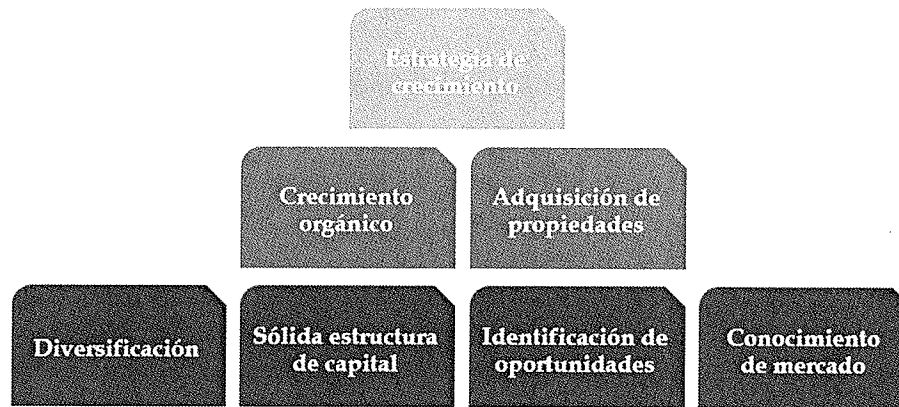 Estrategia de
crecimiento
Crecimiento
orgánico
Adquisición de
propiedades
Diversificación
Sólida estructura
de capital
Identificación de
oportunidades
Conocimiento
de mercado